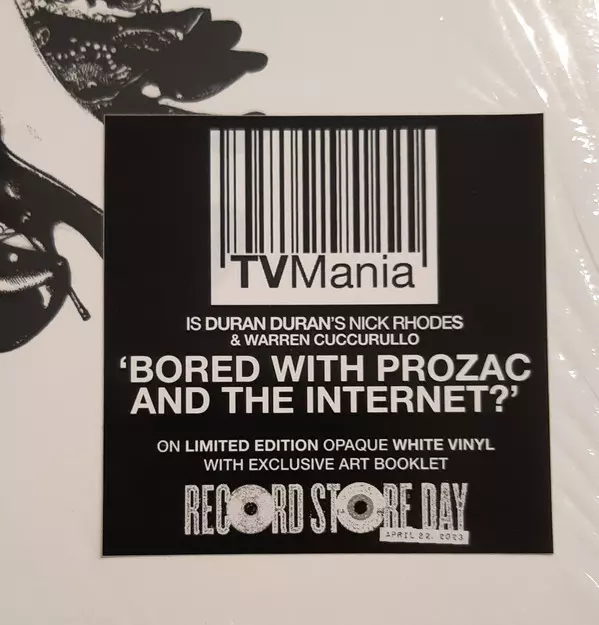 TVMania
IS DURAN DURAN'S NICK RHODES
& WARREN CUCCURULLO
'BORED WITH PROZAC
AND THE INTERNET?'
ON LIMITED EDITION OPAQUE WHITE VINYL
WITH EXCLUSIVE ART BOOKLET
RECORD STORE DAY
APRIL 22, 2023